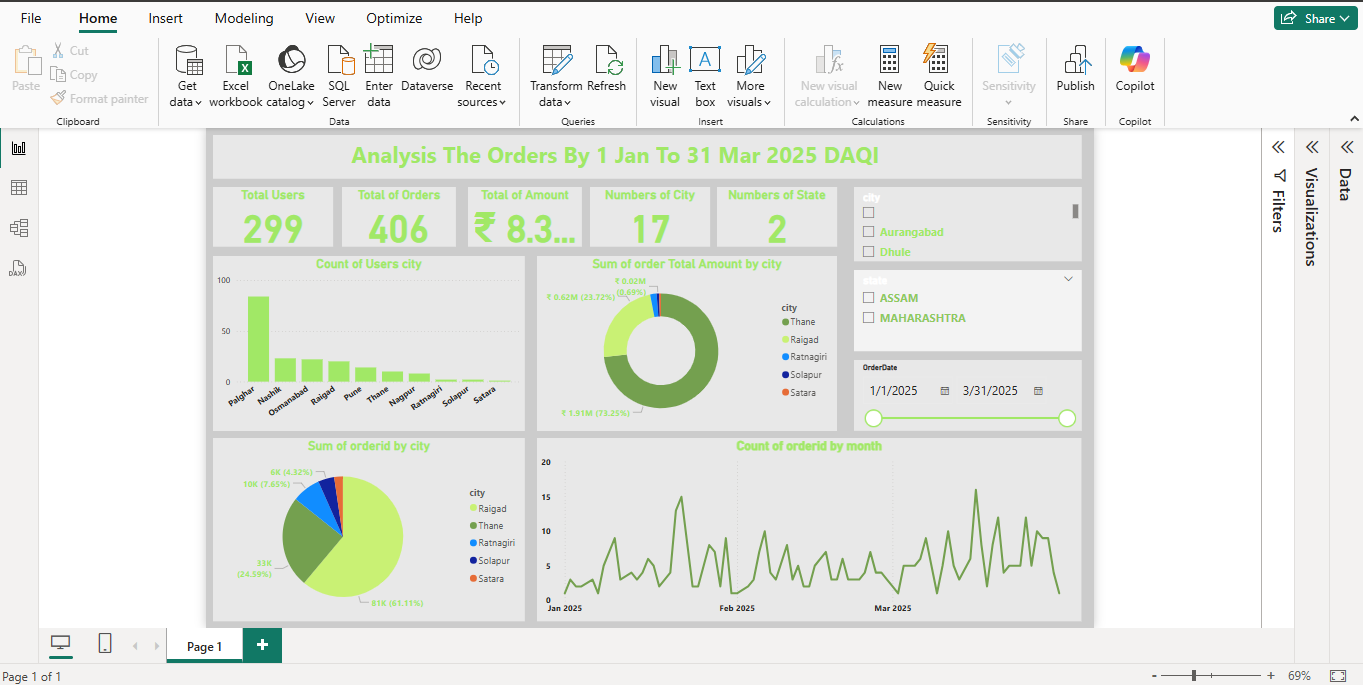 File Home Insert Modeling View Optimize Help Share
Paste
Cut
Copy
Format painter
Clipboard
Get data
Excel workbook
OneLake catalog
SQL Server
Enter data
Dataverse
Recent sources
Data
Transform data
Refresh
Queries
New visual
Text box
More visuals
Insert
New visual calculation
New measure
Quick measure
Calculations
Sensitivity
Sensitivity
Publish
Share
Copilot
Copilot
Analysis The Orders By 1 Jan To 31 Mar 2025 DAQI
Total Users
299
Total of Orders
406
Total of Amount
₹ 8.3...
Numbers of City
17
Numbers of State
2
city
Aurangabad
Dhule
state
ASSAM
MAHARASHTRA
OrderDate
1/1/2025 3/31/2025
Count of Users city
100
50
0
Palghar
Nashik
Osmanabad
Raigad
Pune
Thane
Nagpur
Ratnagiri
Solapur
Satara
Sum of order Total Amount by city
₹ 0.02M
(0.69%)
₹ 0.62M (23.72%)
₹ 1.91M (73.25%)
city
Thane
Raigad
Ratnagiri
Solapur
Satara
Sum of orderid by city
6K (4.32%)
10K (7.65%)
33K
(24.59%)
81K (61.11%)
city
Raigad
Thane
Ratnagiri
Solapur
Satara
Count of orderid by month
20
15
10
5
0
Jan 2025
Feb 2025
Mar 2025
Filters
Visualizations
Data
DAX
Page 1
Page 1 of 1
69%